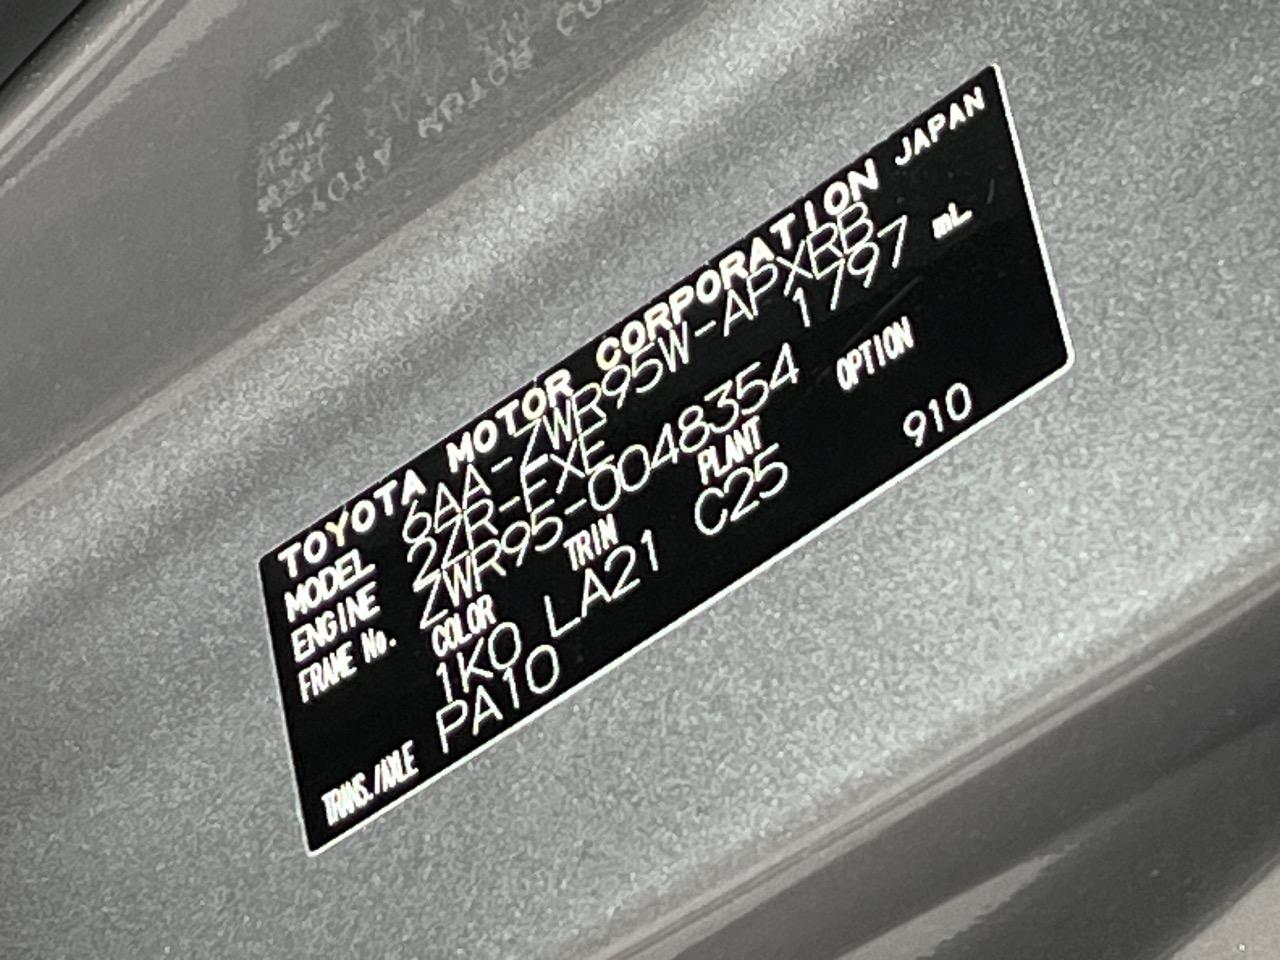 TOYOTA MOTOR CORPORATION JAPAN
MODEL 6AA-ZWR95W-APXRB
ENGINE 2ZR-FXE 1797 mL
FRAME No. ZWR95-0048354
COLOR TRIM PLANT OPTION
1K0 LA21 C25 910
TRANS./AXLE PA10